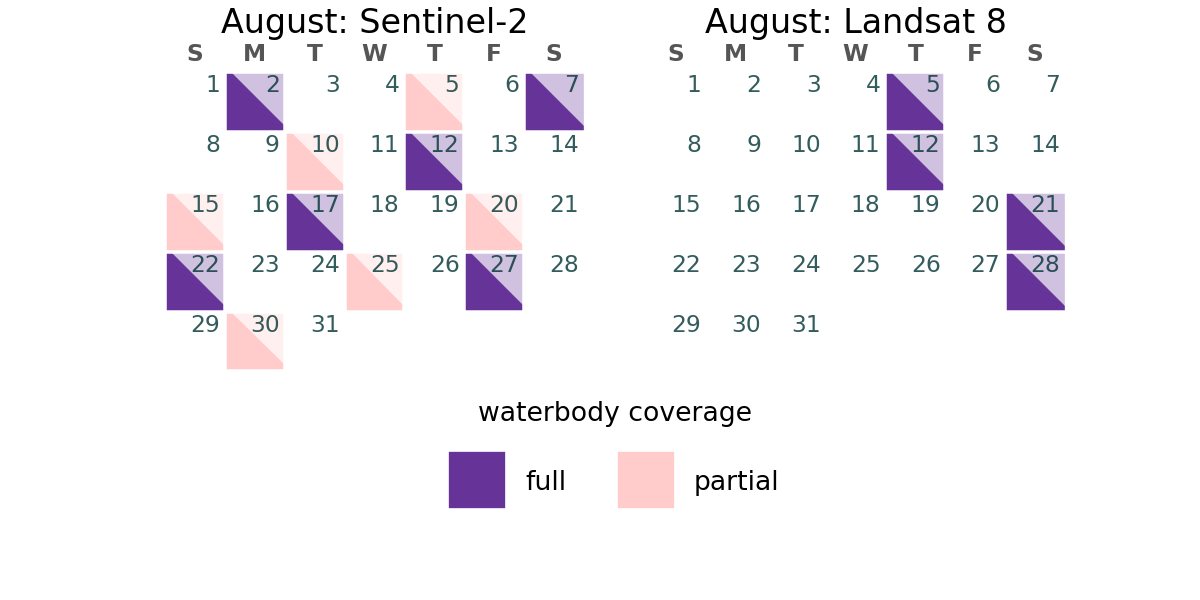 August: Sentinel-2
S M T W T F S
1 2 3 4 5 6 7
8 9 10 11 12 13 14
15 16 17 18 19 20 21
22 23 24 25 26 27 28
29 30 31
August: Landsat 8
S M T W T F S
1 2 3 4 5 6 7
8 9 10 11 12 13 14
15 16 17 18 19 20 21
22 23 24 25 26 27 28
29 30 31
waterbody coverage
full partial